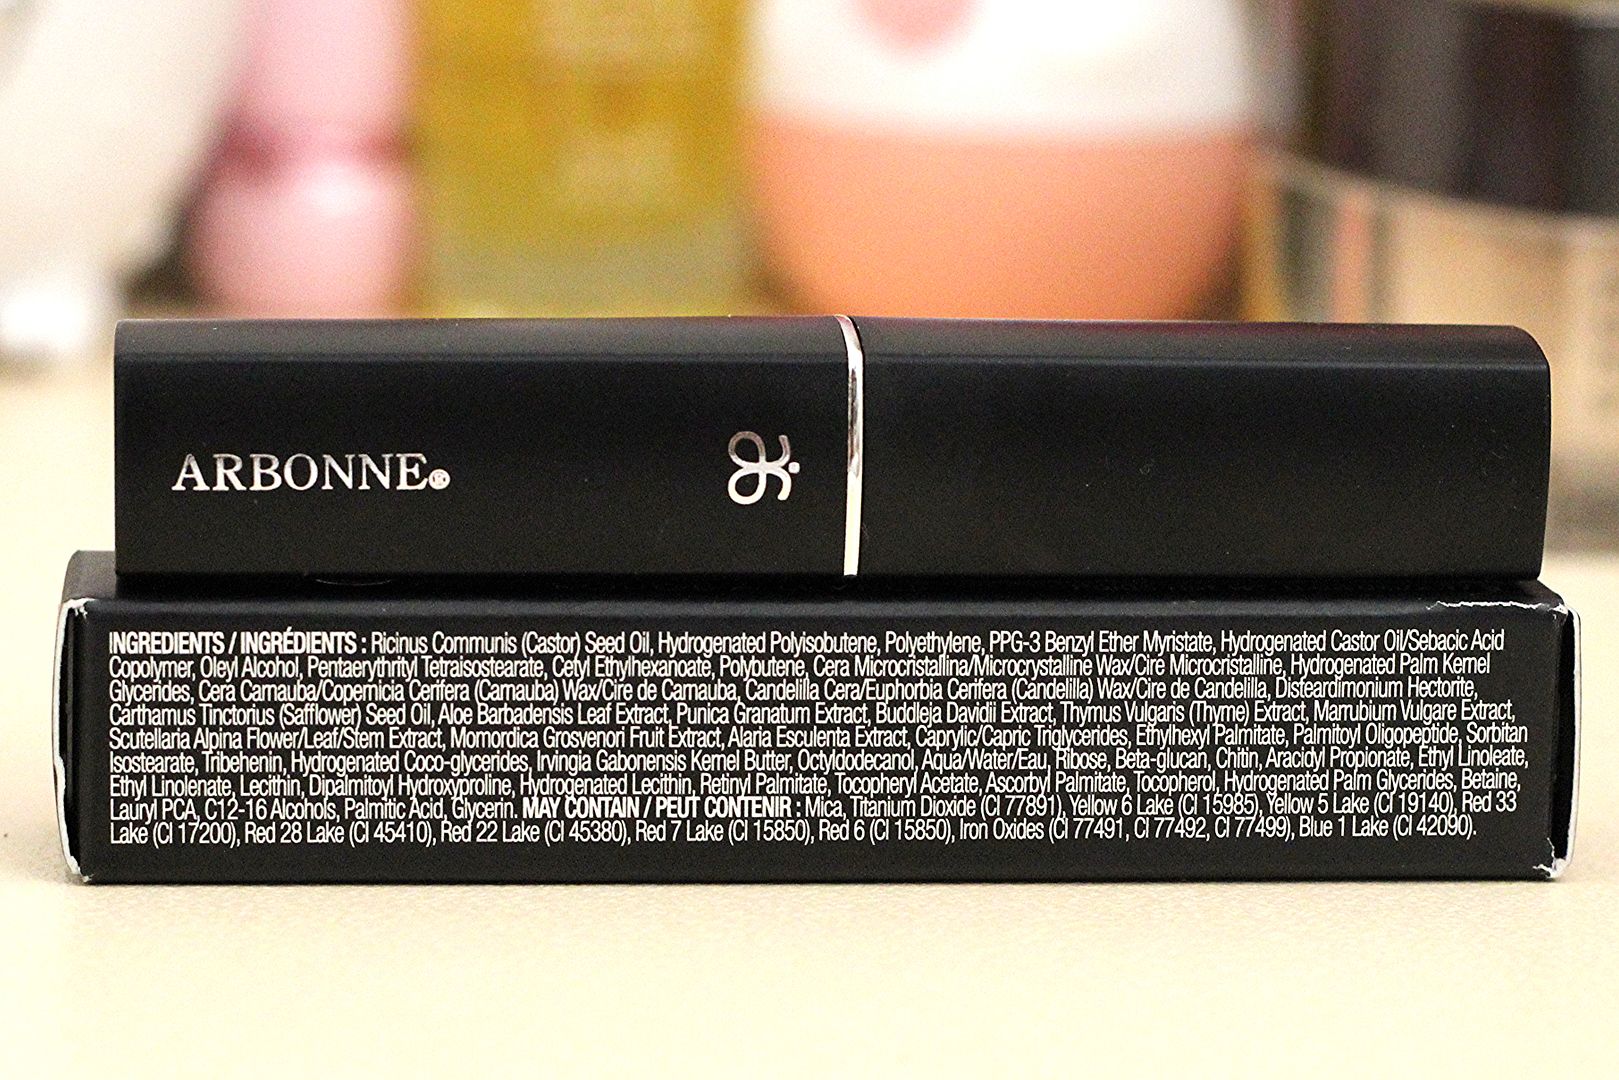 ARBONNE®
INGREDIENTS / INGRÉDIENTS : Ricinus Communis (Castor) Seed Oil, Hydrogenated Polyisobutene, Polyethylene, PPG-3 Benzyl Ether Myristate, Hydrogenated Castor Oil/Sebacic Acid
Copolymer, Oleyl Alcohol, Pentaerythrityl Tetraisostearate, Cetyl Ethylhexanoate, Polybutene, Cera Microcristallina/Microcrystalline Wax/Cire Microcristalline, Hydrogenated Palm Kernel
Glycerides, Cera Carnauba/Copernicia Cerifera (Carnauba) Wax/Cire de Carnauba, Candelilla Cera/Euphorbia Cerifera (Candelilla) Wax/Cire de Candelilla, Disteardimonium Hectorite,
Carthamus Tinctorius (Safflower) Seed Oil, Aloe Barbadensis Leaf Extract, Punica Granatum Extract, Buddleja Davidii Extract, Thymus Vulgaris (Thyme) Extract, Marrubium Vulgare Extract,
Scutellaria Alpina Flower/Leaf/Stem Extract, Momordica Grosvenori Fruit Extract, Alaria Esculenta Extract, Caprylic/Capric Triglycerides, Ethylhexyl Palmitate, Palmitoyl Oligopeptide, Sorbitan
Isostearate, Tribehenin, Hydrogenated Coco-glycerides, Irvingia Gabonensis Kernel Butter, Octyldodecanol, Aqua/Water/Eau, Ribose, Beta-glucan, Chitin, Aracidyl Propionate, Ethyl Linoleate,
Ethyl Linolenate, Lecithin, Dipalmitoyl Hydroxyproline, Hydrogenated Lecithin, Retinyl Palmitate, Tocopheryl Acetate, Ascorbyl Palmitate, Tocopherol, Hydrogenated Palm Glycerides, Betaine,
Lauryl PCA, C12-16 Alcohols, Palmitic Acid, Glycerin. MAY CONTAIN / PEUT CONTENIR : Mica, Titanium Dioxide (CI 77891), Yellow 6 Lake (CI 15985), Yellow 5 Lake (CI 19140), Red 33
Lake (CI 17200), Red 28 Lake (CI 45410), Red 22 Lake (CI 45380), Red 7 Lake (CI 15850), Red 6 (CI 15850), Iron Oxides (CI 77491, CI 77492, CI 77499), Blue 1 Lake (CI 42090).